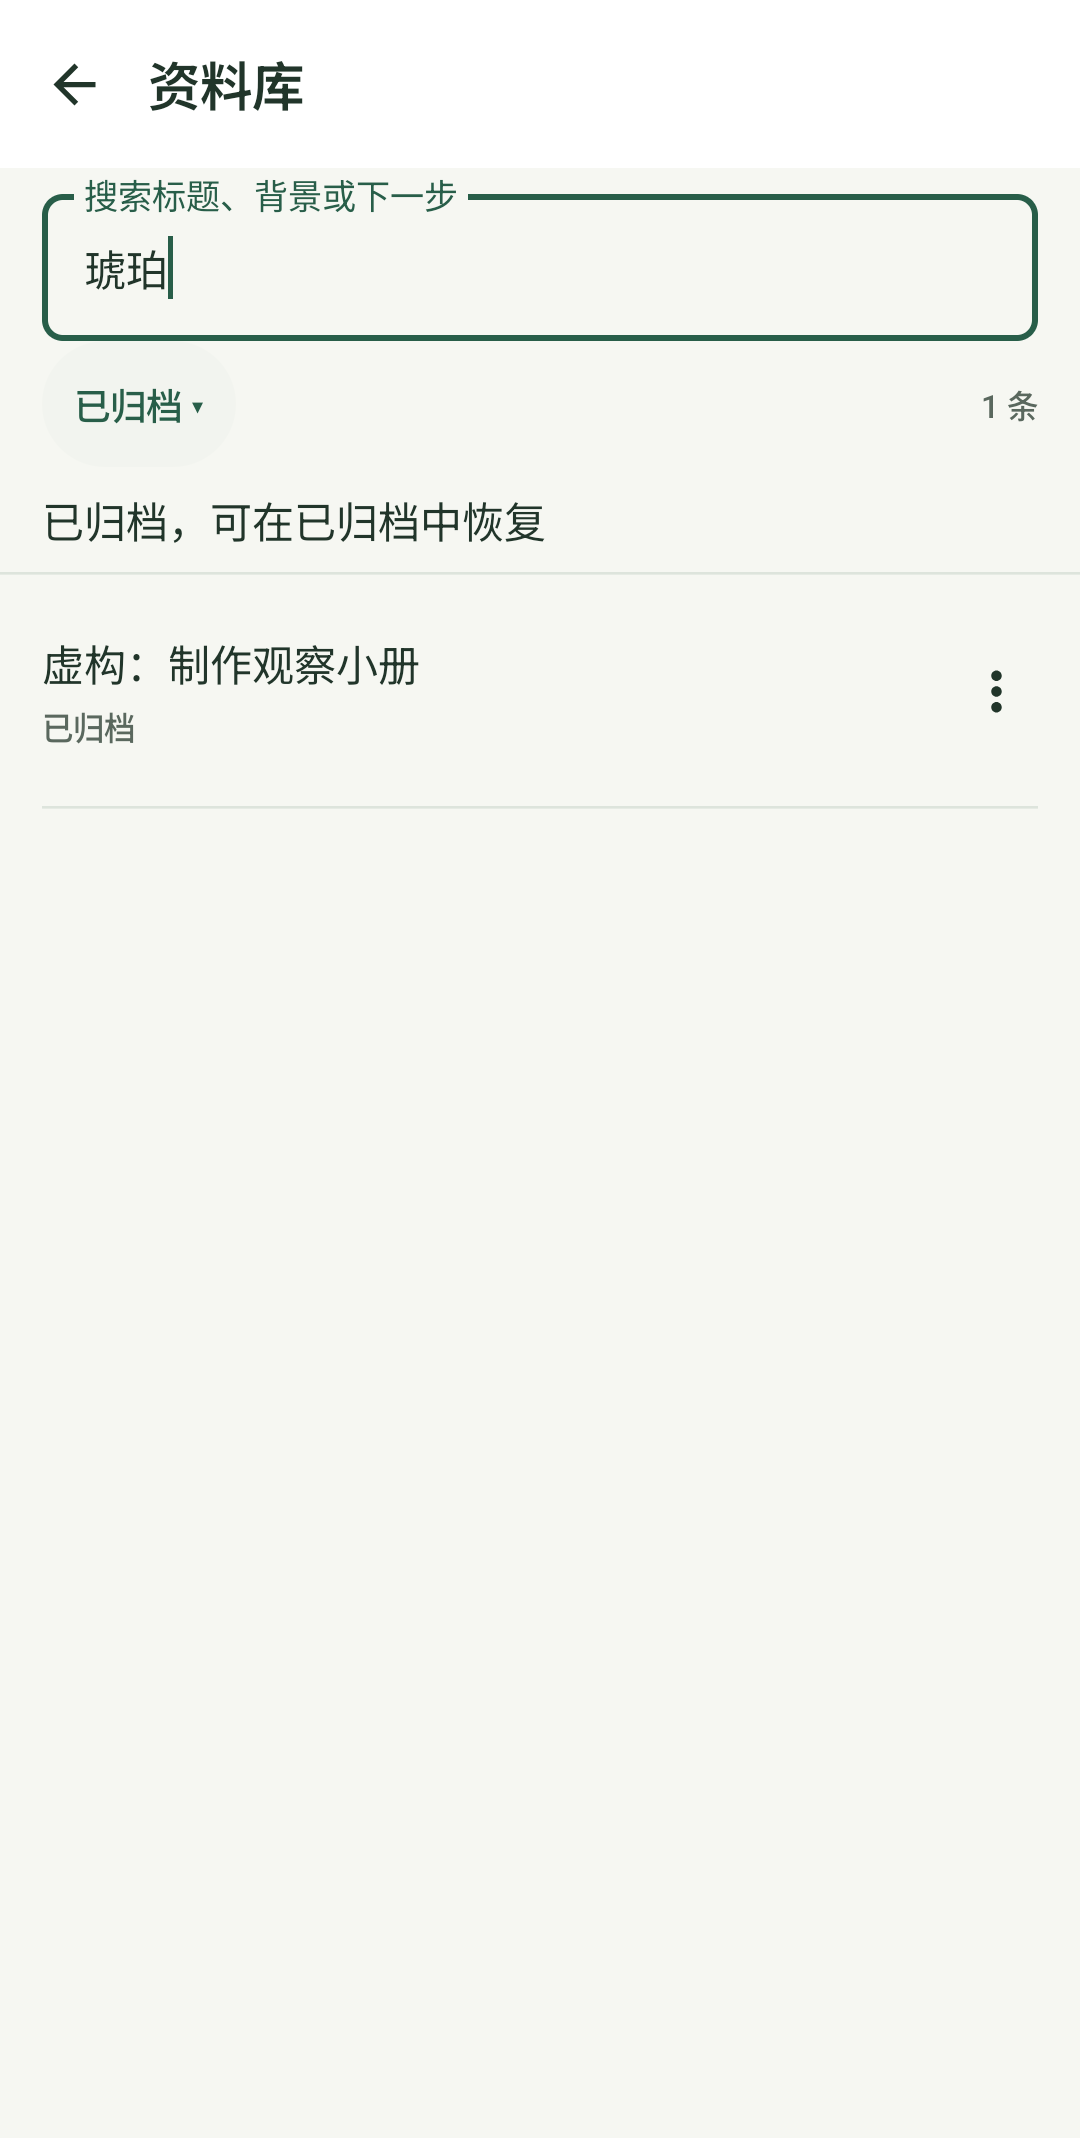 资料库
搜索标题、背景或下一步
琥珀
已归档 ▾
1 条
已归档，可在已归档中恢复
虚构：制作观察小册
已归档